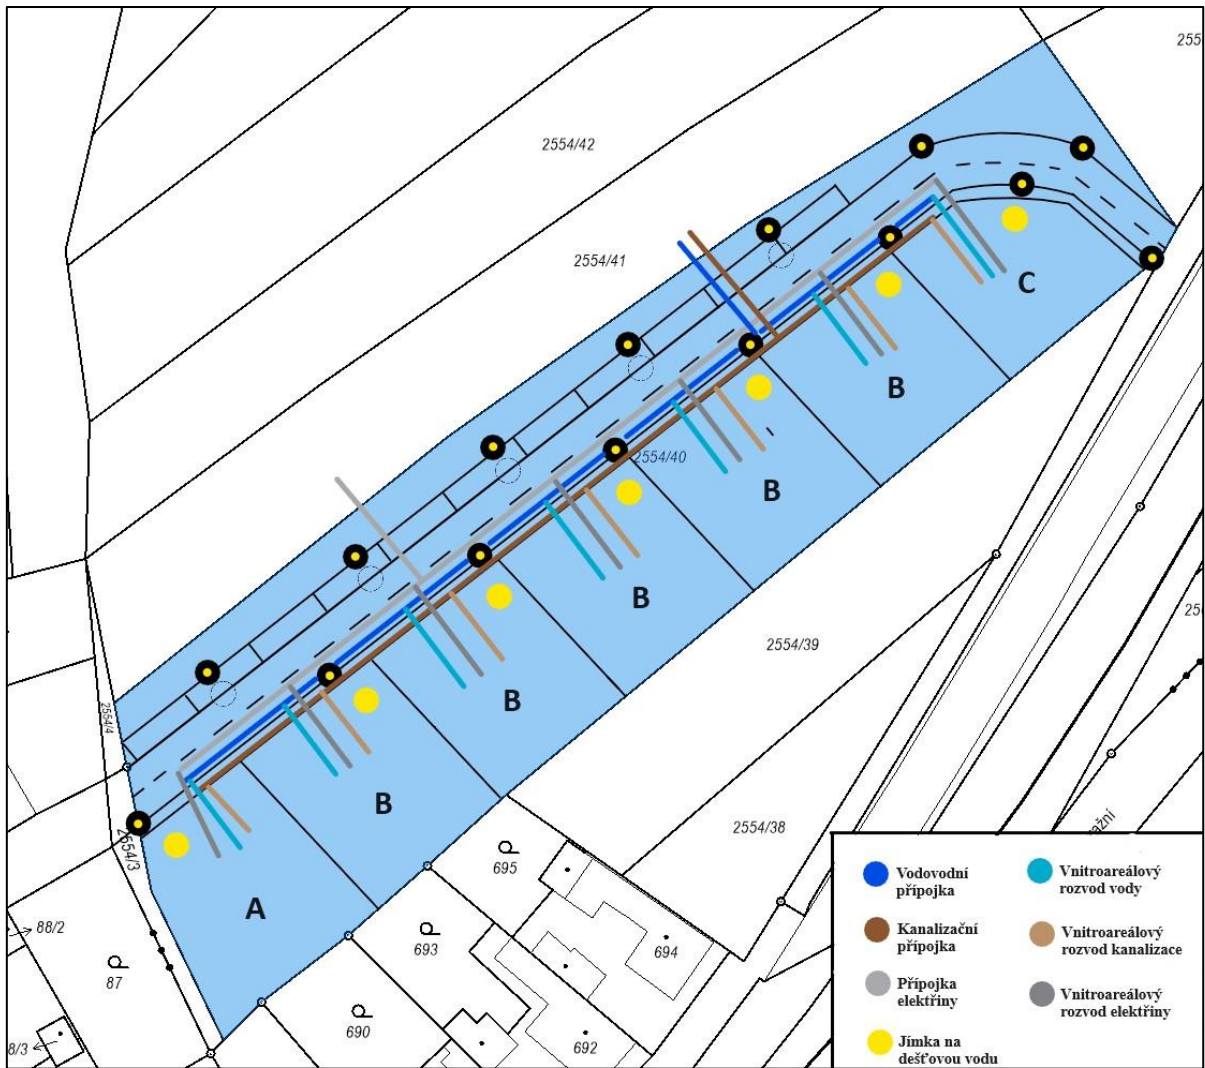 255
2554/42
2554/41
C
B
2554/40
B
B
255
2554/39
B
2554/4
B
2554/38
ražní
2554/3
695
A
88/2
693
694
87
690
692
8/3
Vodovodní
přípojka
Vnitroareálový
rozvod vody
Kanalizační
přípojka
Vnitroareálový
rozvod kanalizace
Přípojka
elektřiny
Vnitroareálový
rozvod elektřiny
Jímka na
dešťovou vodu